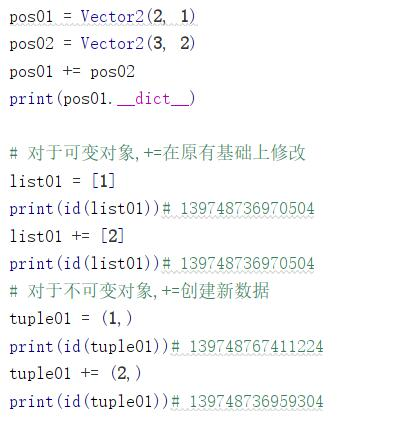 pos01 = Vector2(2, 1)
pos02 = Vector2(3, 2)
pos01 += pos02
print(pos01.__dict__)
# 对于可变对象,+=在原有基础上修改
list01 = [1]
print(id(list01))# 139748736970504
list01 += [2]
print(id(list01))# 139748736970504
# 对于不可变对象,+=创建新数据
tuple01 = (1,)
print(id(tuple01))# 139748767411224
tuple01 += (2,)
print(id(tuple01))# 139748736959304